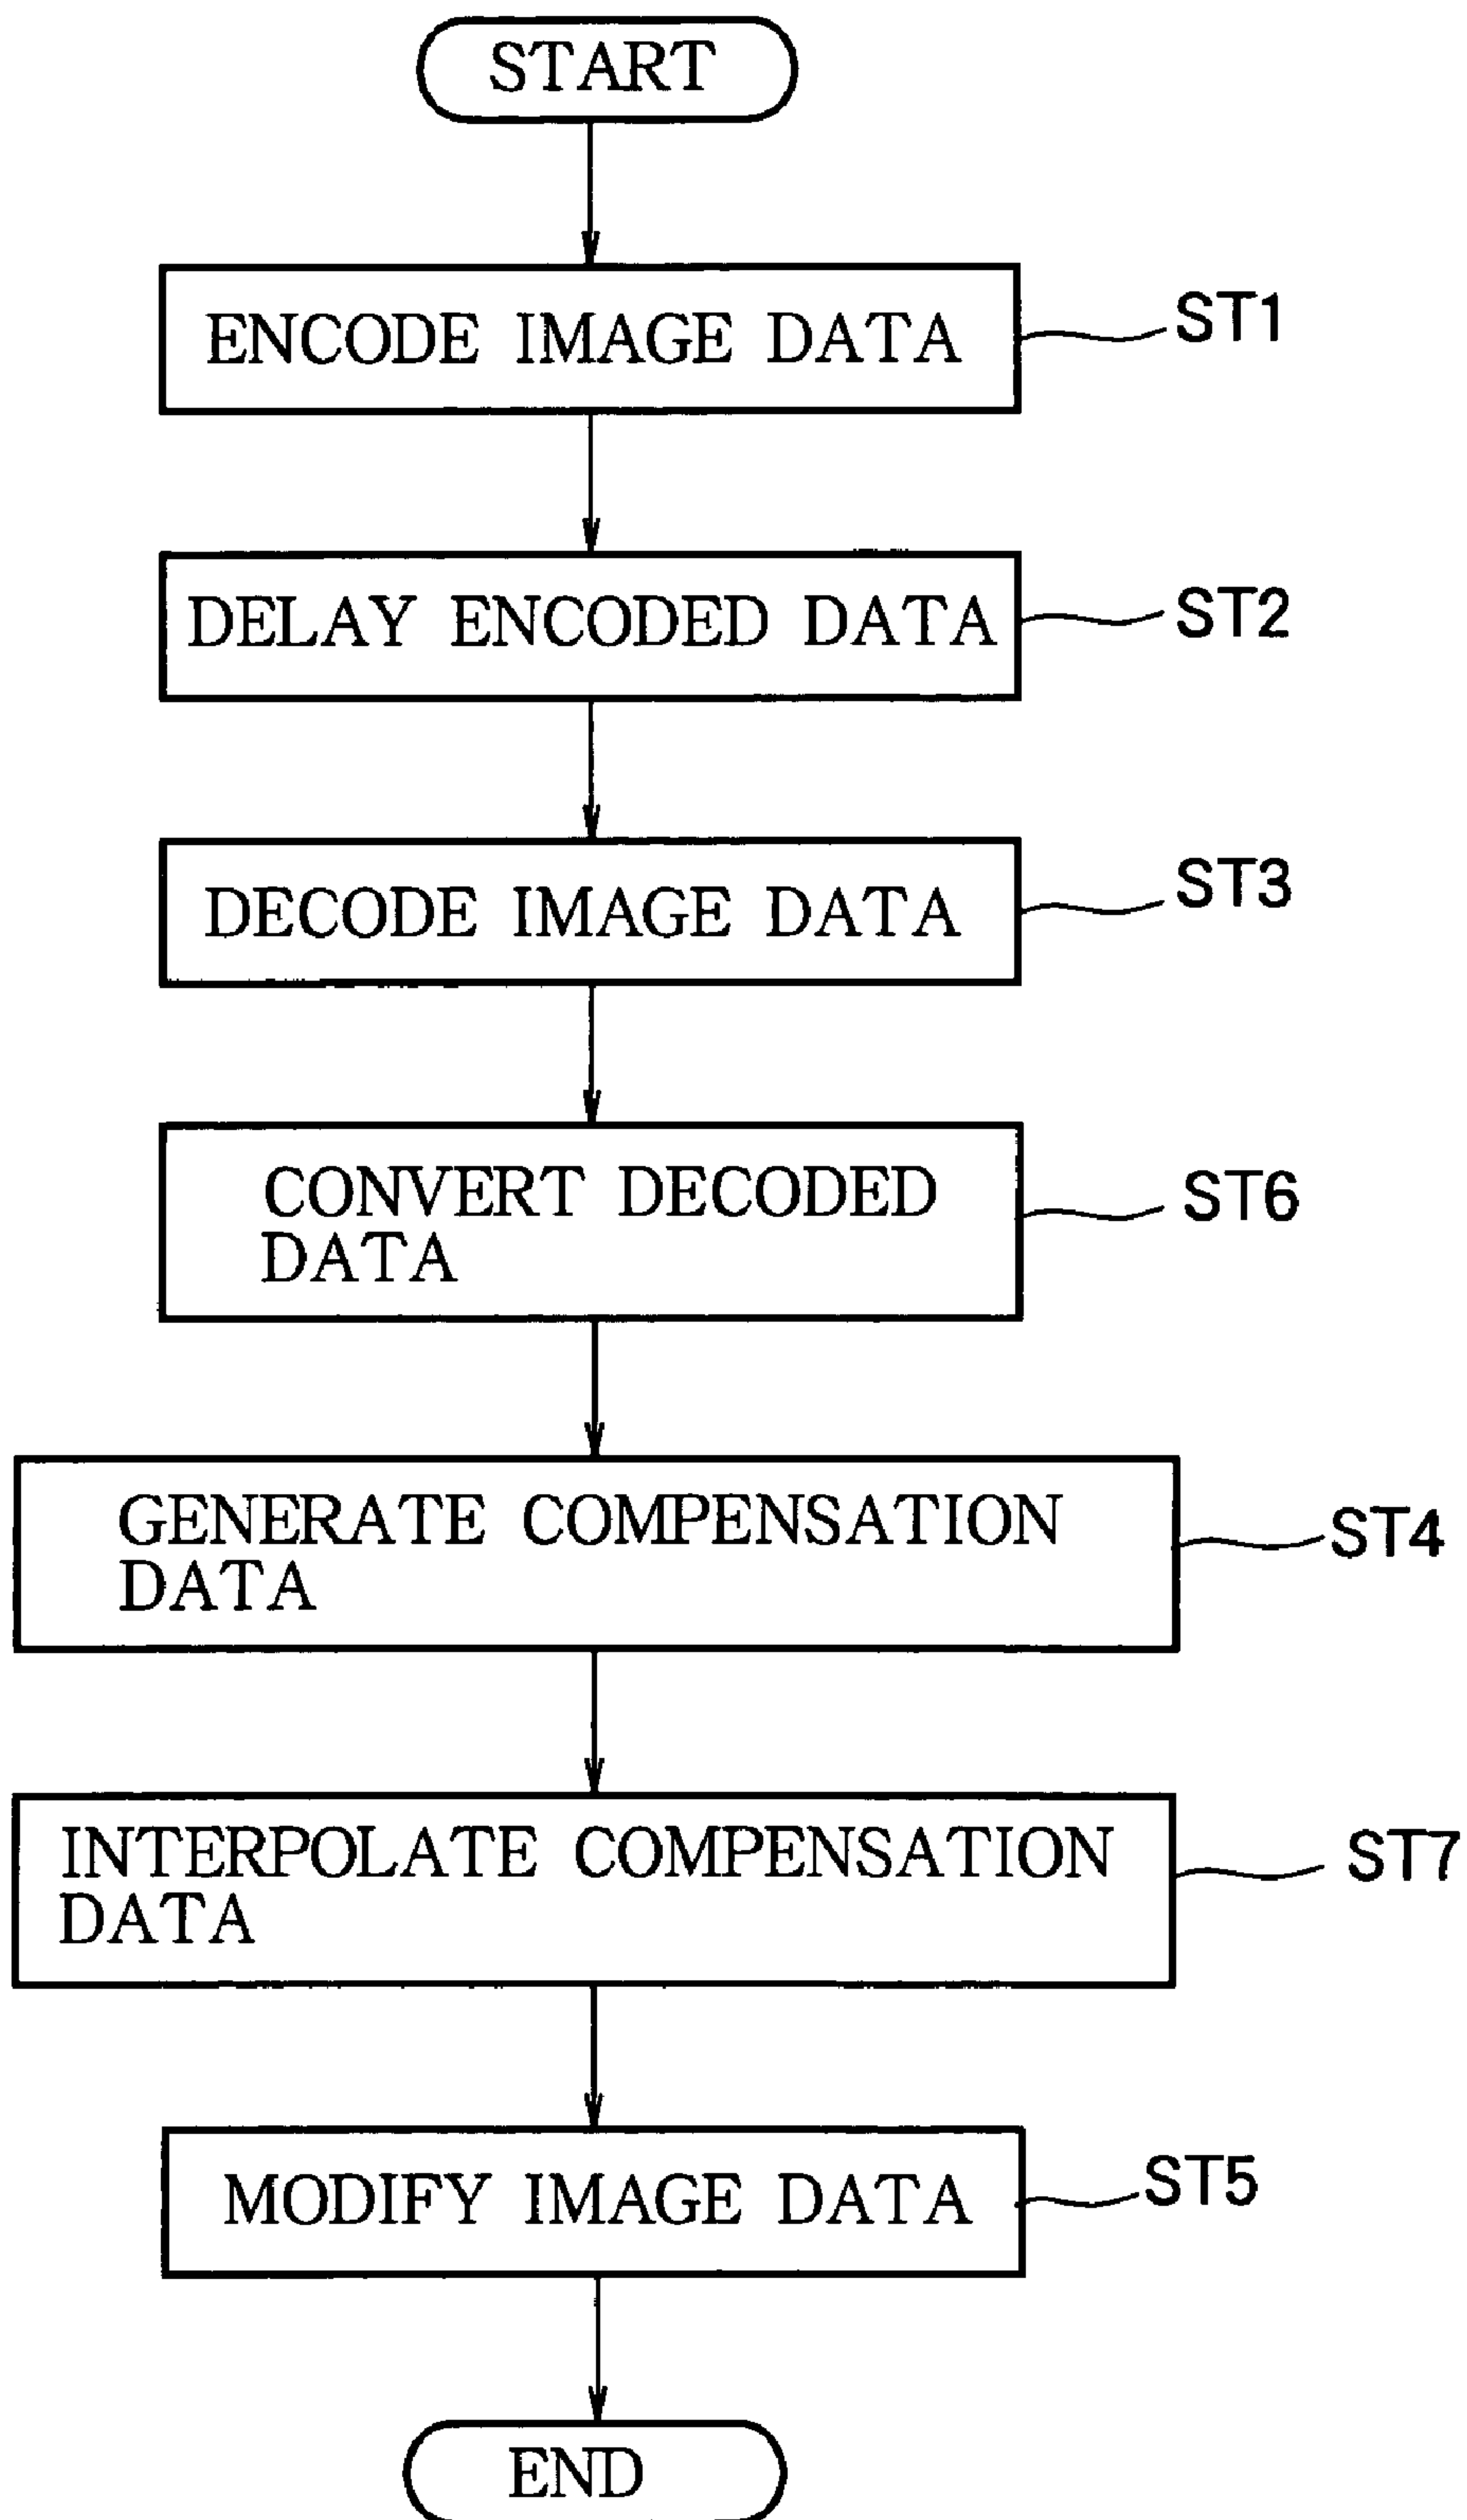 START
ENCODE IMAGE DATA
ST1
DELAY ENCODED DATA
ST2
DECODE IMAGE DATA
ST3
CONVERT DECODED
DATA
ST6
GENERATE COMPENSATION
DATA
ST4
INTERPOLATE COMPENSATION
DATA
ST7
MODIFY IMAGE DATA
ST5
END